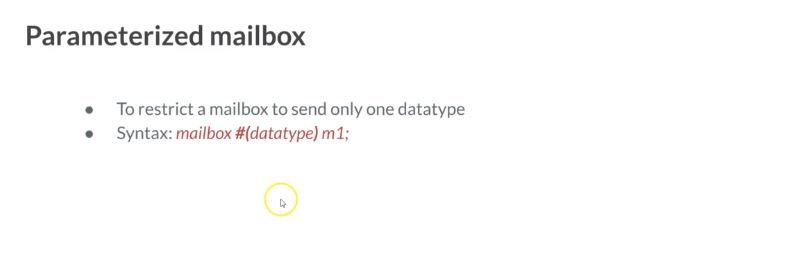 Parameterized mailbox
● To restrict a mailbox to send only one datatype
● Syntax: mailbox #(datatype) m1;